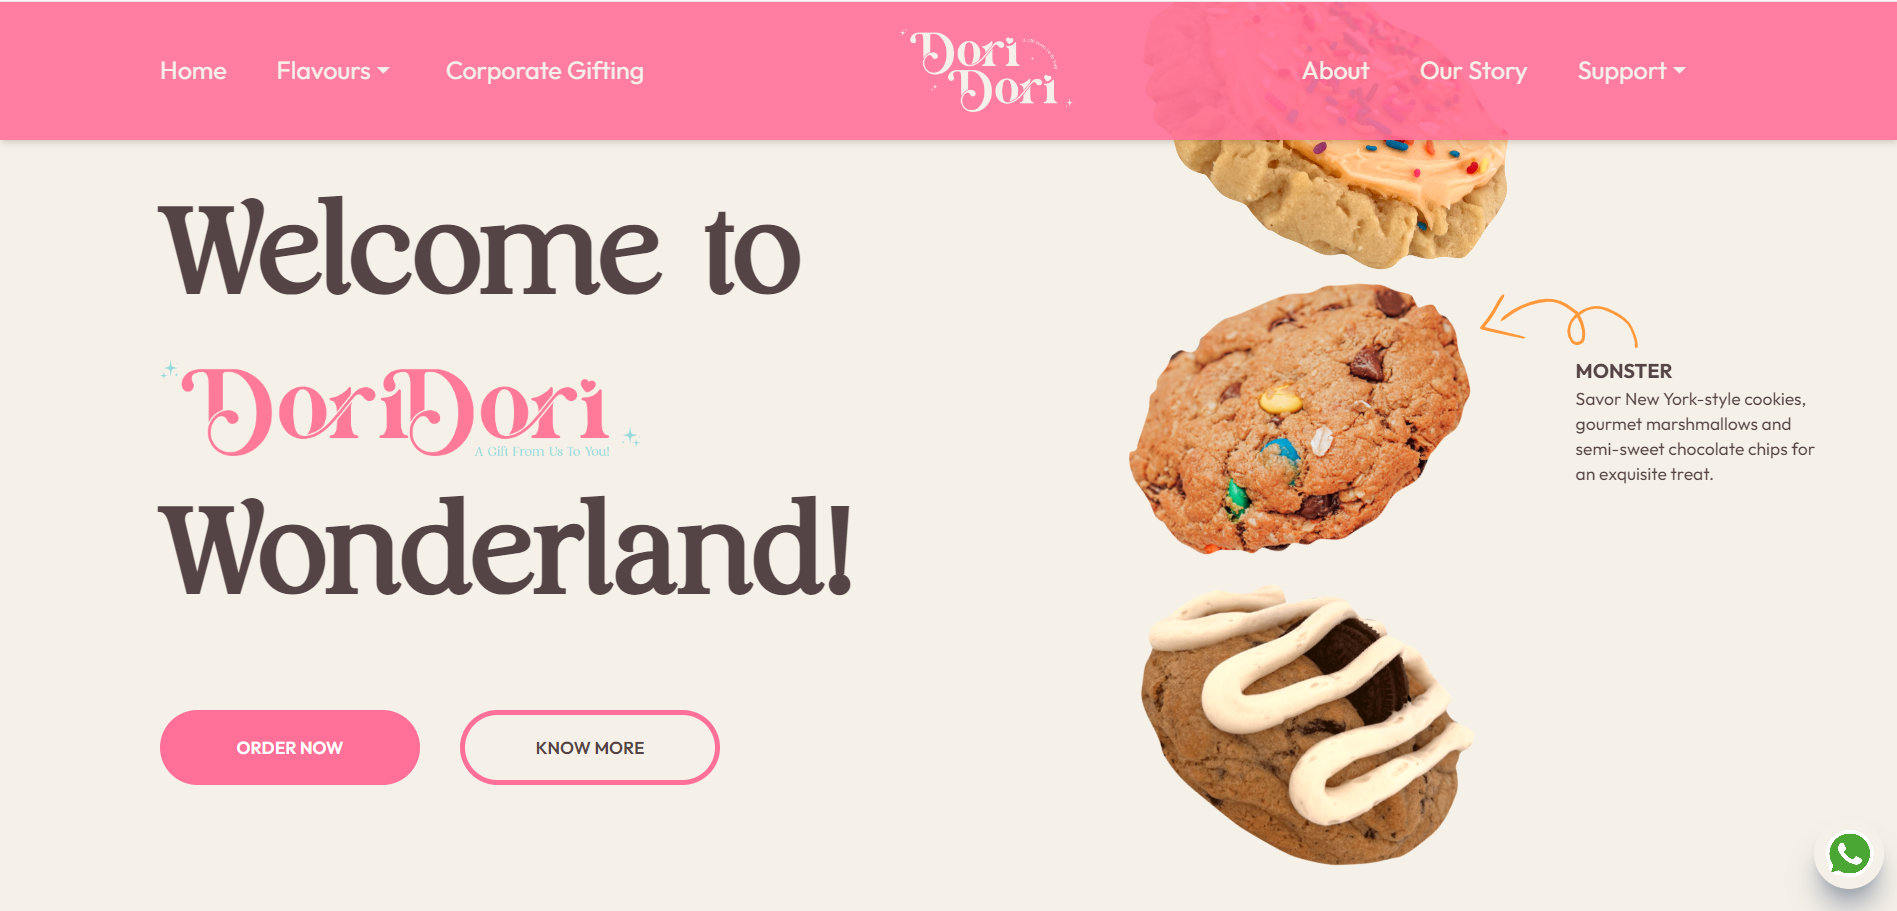 Home
Flavours
Corporate Gifting
Dori
Dori
About
Our Story
Support
Welcome to
DoriDori
A Gift From Us To You!
Wonderland!
ORDER NOW
KNOW MORE
MONSTER
Savor New York-style cookies,
gourmet marshmallows and
semi-sweet chocolate chips for
an exquisite treat.